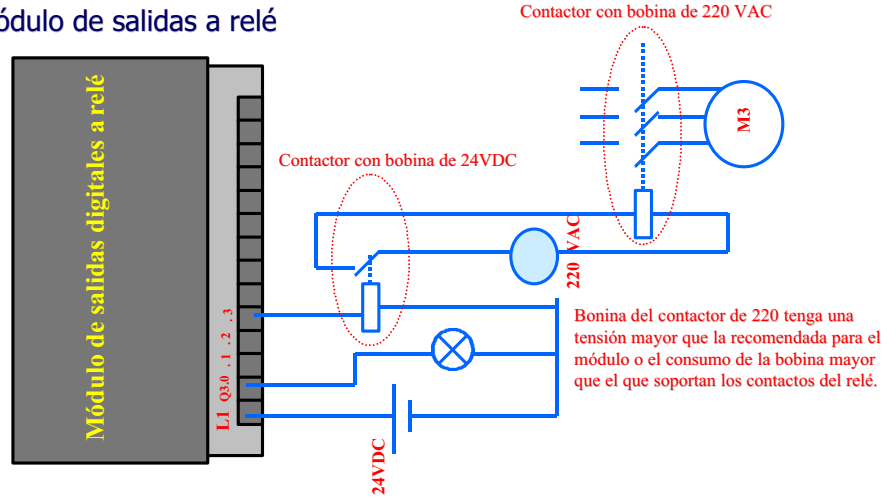 ódulo de salidas a relé
Contactor con bobina de 220 VAC
Módulo de salidas digitales a relé
M3
Contactor con bobina de 24VDC
220 VAC
L1 Q3.0 . 1 . 2 . 3
Bonina del contactor de 220 tenga una
tensión mayor que la recomendada para el
módulo o el consumo de la bobina mayor
que el que soportan los contactos del relé.
24VDC